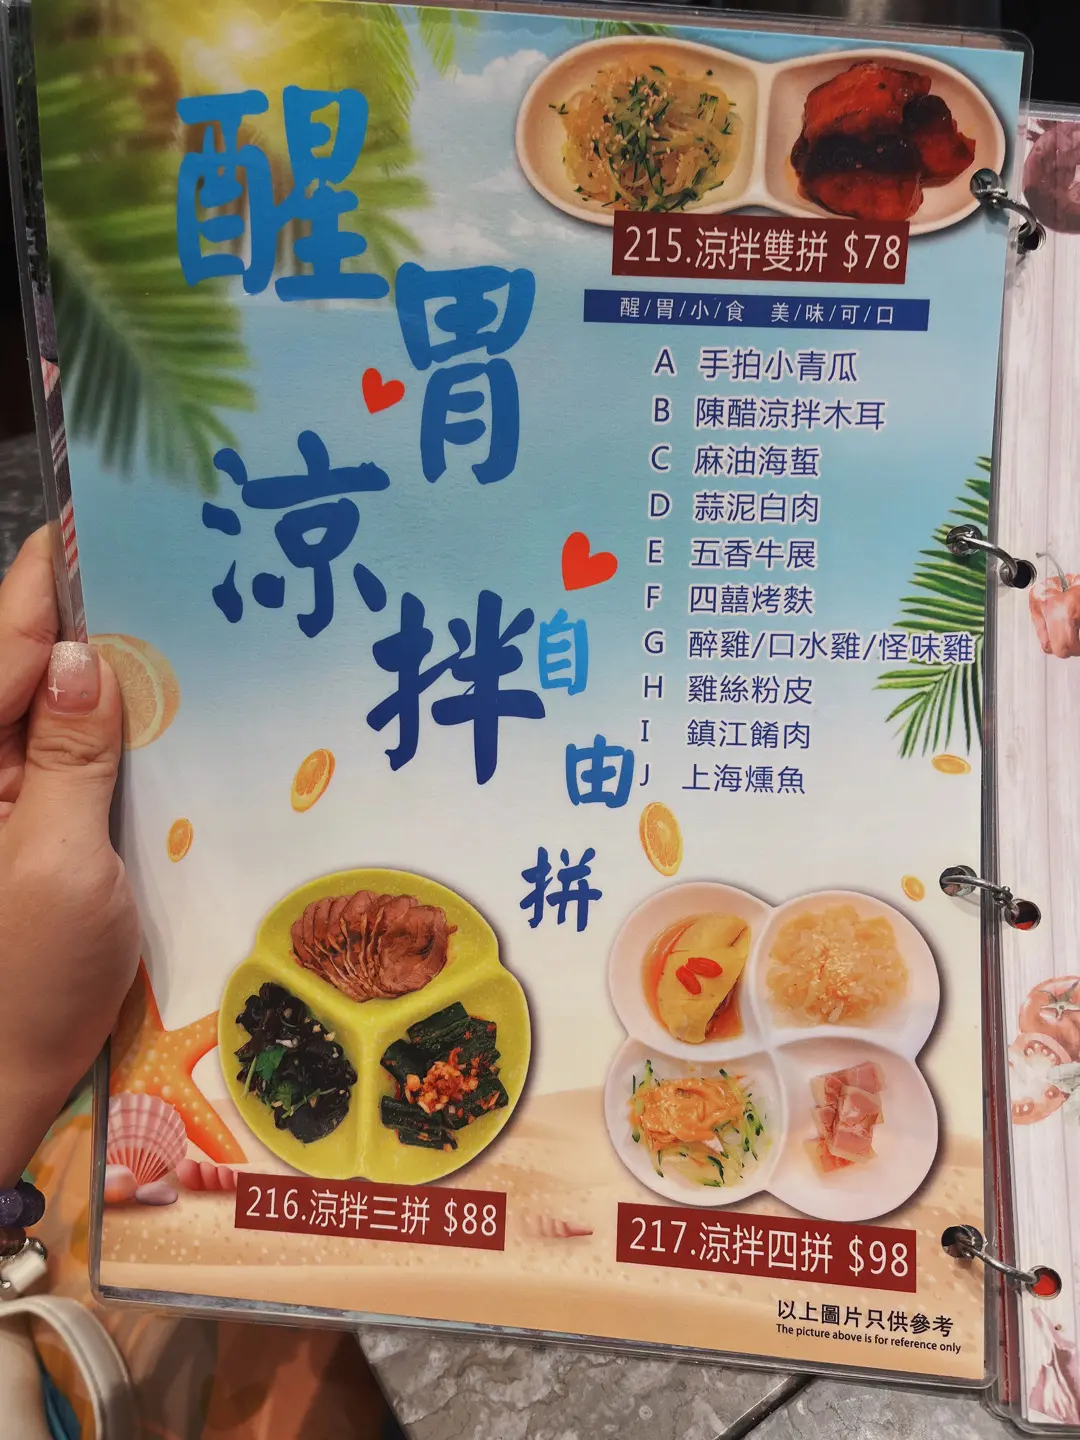 醒胃涼拌自由拼
215.涼拌雙拼 $78
醒/胃/小/食 美/味/可/口
A 手拍小青瓜
B 陳醋涼拌木耳
C 麻油海蜇
D 蒜泥白肉
E 五香牛展
F 四囍烤麩
G 醉雞/口水雞/怪味雞
H 雞絲粉皮
I 鎮江餚肉
J 上海燻魚
216.涼拌三拼 $88
217.涼拌四拼 $98
以上圖片只供參考
The picture above is for reference only